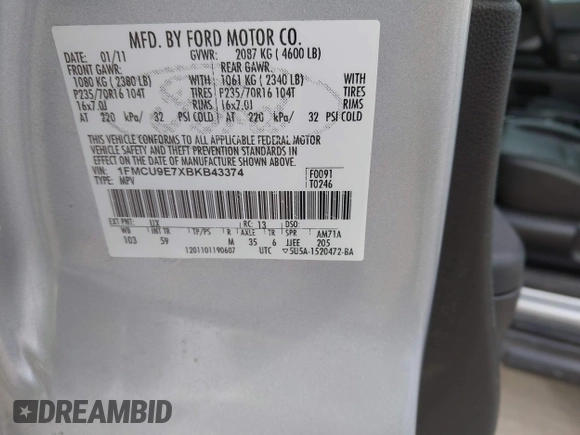 MFD. BY FORD MOTOR CO.
01/11 GVWR: 2087 KG ( 4600 LB)
FRONT GAWR: REAR GAWR:
1080 KG ( 2380 LB) WITH 1061 KG ( 2340 LB) WITH
P235/70R16 104T TIRES P235/70R16 104T TIRES
16x7.0J RIMS 16x7.0J RIMS
AT 220 kPa/ 32 PSI COLD AT 220 kPa/ 32 PSI COLD
THIS VEHICLE CONFORMS TO ALL APPLICABLE FEDERAL MOTOR
VEHICLE SAFETY AND THEFT PREVENTION STANDARDS IN EFFECT ON
THE DATE OF MANUFACTURE SHOWN ABOVE.
VIN: 1FMCU9E7XBKB43374 F0091
TYPE: MPV T0246
EXT PNT: UX RC: 13 DSO:
WB INT TR TP/PS R AXLE TR SPR AM71A
103 59 M 35 6 JJEE 205
1201101190607 UTC ▼5U5A-1520472-BA
DREAMBID